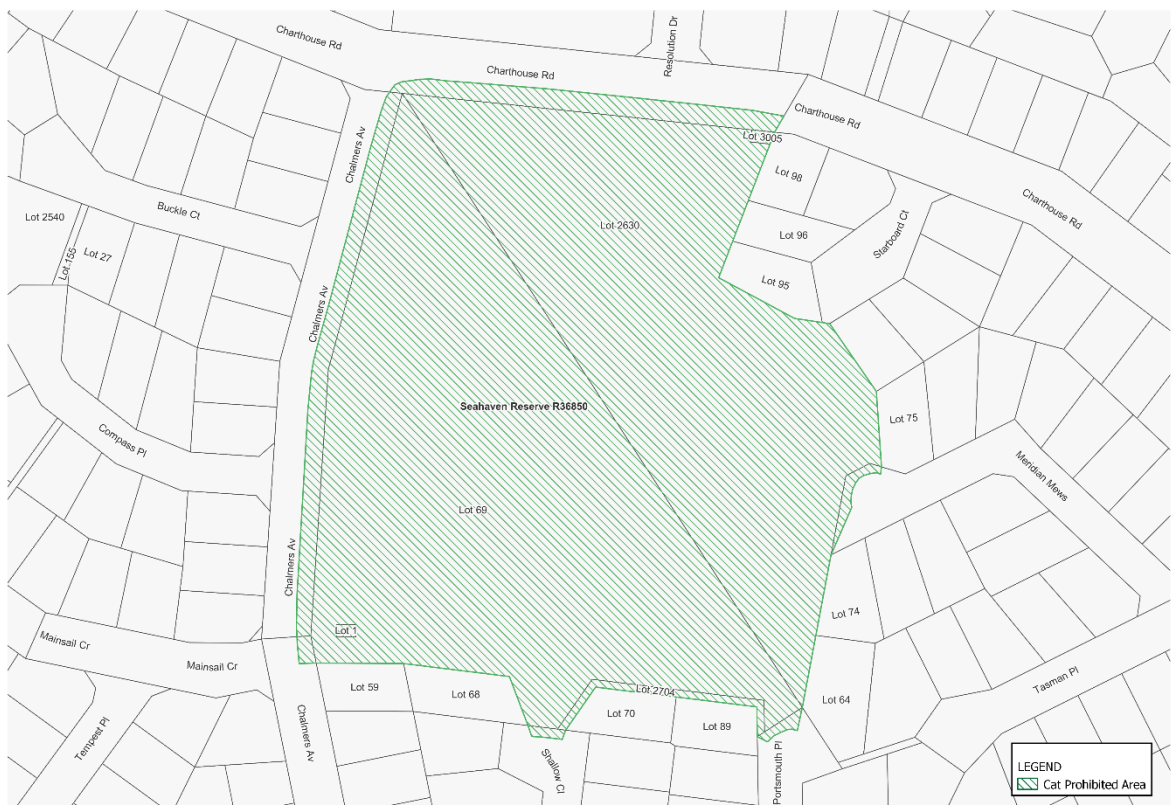 Charthouse Rd
Resolution Dr
Charthouse Rd
Charthouse Rd
Lot 3005
Chalmers Av
Lot 98
Charthouse Rd
Buckle Ct
Lot 2540
Lot 2630
Lot 96
Starboard Ct
Lot 155
Lot 27
Lot 95
Chalmers Av
Seahaven Reserve R36850
Lot 75
Compass Pl
Meridian Mews
Lot 69
Chalmers Av
Lot 74
Lot 1
Mainsail Cr
Mainsail Cr
Lot 59
Lot 68
Lot 2704
Tasman Pl
Lot 70
Lot 89
Lot 64
Tempest Pl
Chalmers Av
Shallow Cl
Portsmouth Pl
LEGEND
Cat Prohibited Area